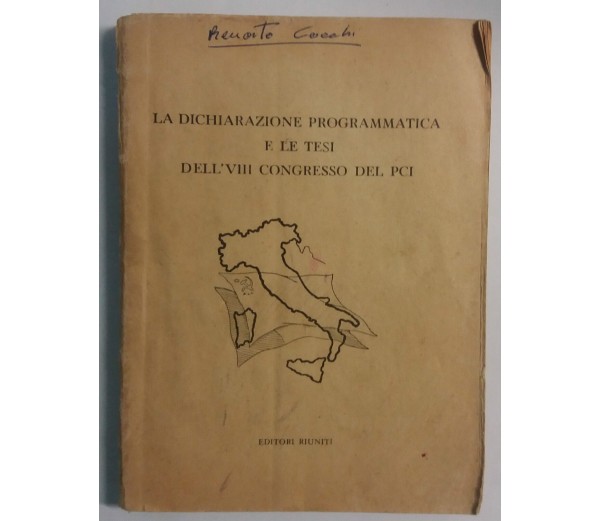 LA DICHIARAZIONE PROGRAMMATICA
E LE TESI
DELL'VIII CONGRESSO DEL PCI
EDITORI RIUNITI